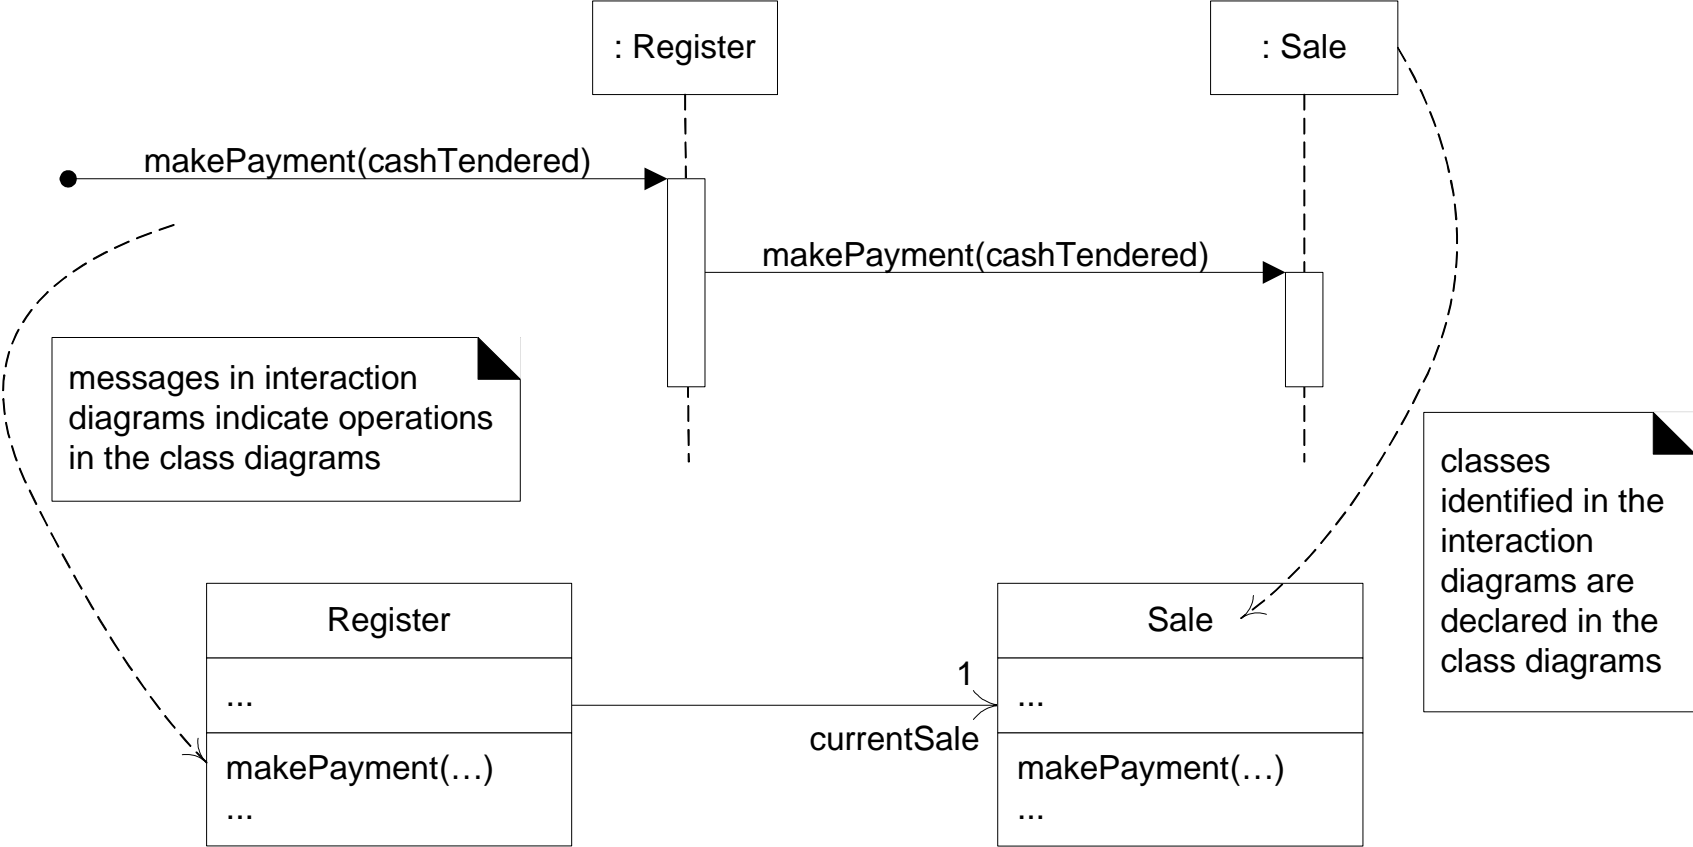 : Register
: Sale
makePayment(cashTendered)
makePayment(cashTendered)
messages in interaction
diagrams indicate operations
in the class diagrams
classes
identified in the
interaction
diagrams are
declared in the
class diagrams
Register
...
makePayment(…)
...
1
currentSale
Sale
...
makePayment(…)
...